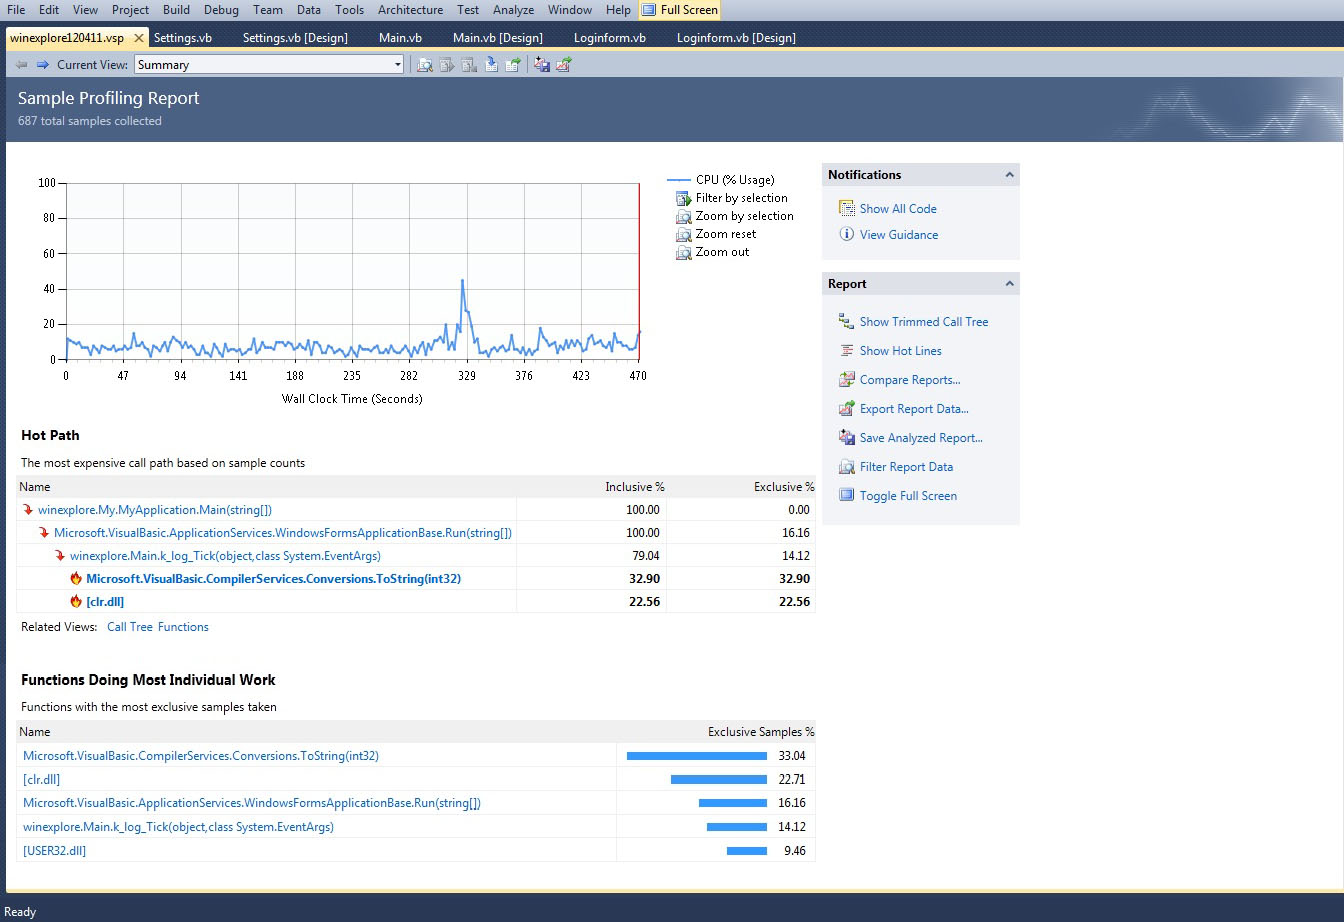 File Edit View Project Build Debug Team Data Tools Architecture Test Analyze Window Help Full Screen
winexplore120411.vsp Settings.vb Settings.vb [Design] Main.vb Main.vb [Design] Loginform.vb Loginform.vb [Design]
Current View: Summary
Sample Profiling Report
687 total samples collected
100
80
60
40
20
0
0 47 94 141 188 235 282 329 376 423 470
Wall Clock Time (Seconds)
CPU (% Usage)
Filter by selection
Zoom by selection
Zoom reset
Zoom out
Notifications
Show All Code
View Guidance
Report
Show Trimmed Call Tree
Show Hot Lines
Compare Reports...
Export Report Data...
Save Analyzed Report...
Filter Report Data
Toggle Full Screen
Hot Path
The most expensive call path based on sample counts
Name Inclusive % Exclusive %
winexplore.My.MyApplication.Main(string[]) 100.00 0.00
Microsoft.VisualBasic.ApplicationServices.WindowsFormsApplicationBase.Run(string[]) 100.00 16.16
winexplore.Main.k_log_Tick(object,class System.EventArgs) 79.04 14.12
Microsoft.VisualBasic.CompilerServices.Conversions.ToString(int32) 32.90 32.90
[clr.dll] 22.56 22.56
Related Views: Call Tree Functions
Functions Doing Most Individual Work
Functions with the most exclusive samples taken
Name Exclusive Samples %
Microsoft.VisualBasic.CompilerServices.Conversions.ToString(int32) 33.04
[clr.dll] 22.71
Microsoft.VisualBasic.ApplicationServices.WindowsFormsApplicationBase.Run(string[]) 16.16
winexplore.Main.k_log_Tick(object,class System.EventArgs) 14.12
[USER32.dll] 9.46
Ready